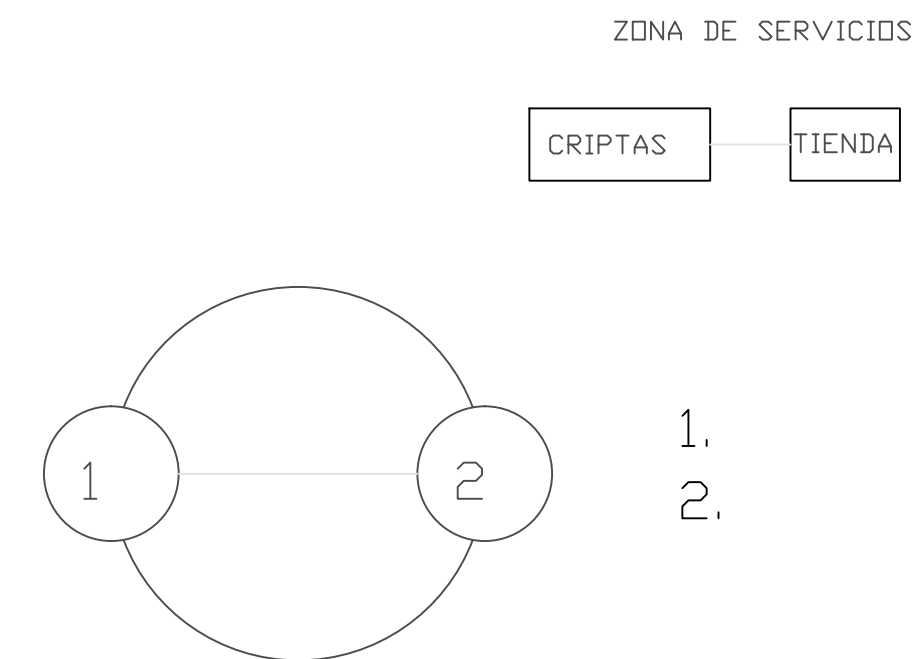 ZONA DE SERVICIOS
CRIPTAS
TIENDA
1 2
1.
2.